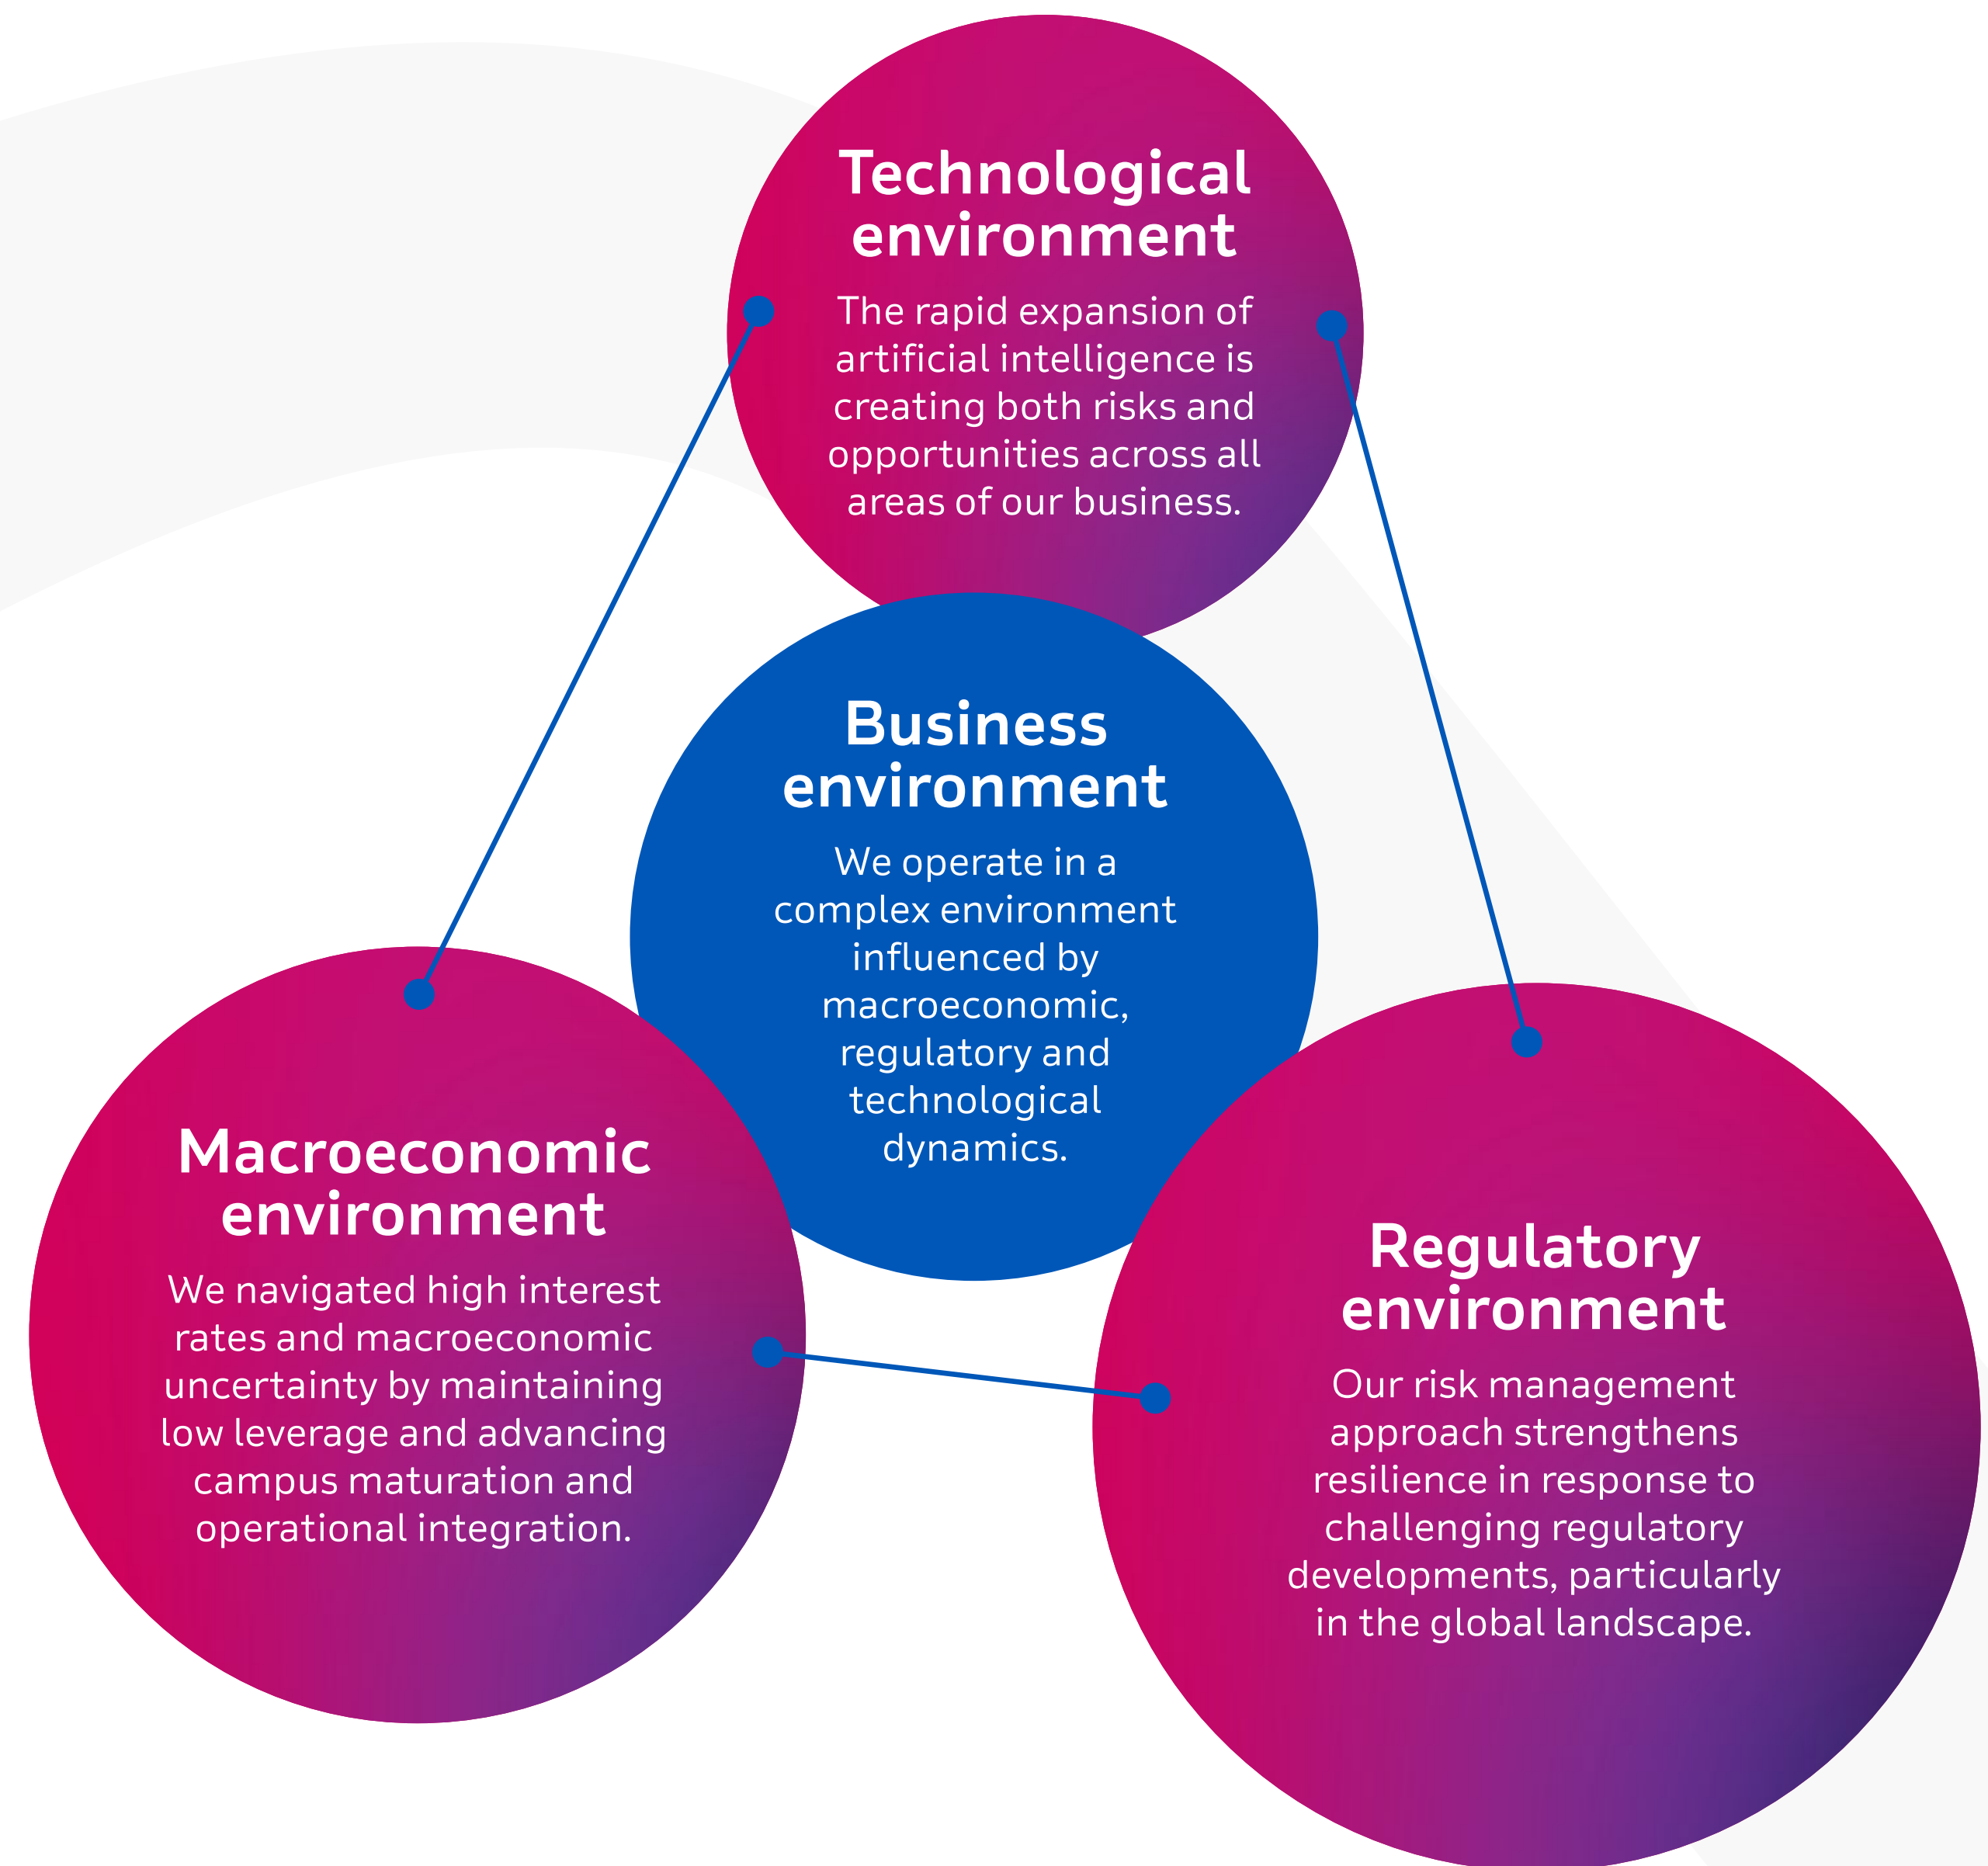 Technological
environment
The rapid expansion of
artificial intelligence is
creating both risks and
opportunities across all
areas of our business.
Business
environment
We operate in a
complex environment
influenced by
macroeconomic,
regulatory and
technological
dynamics.
Macroeconomic
environment
We navigated high interest
rates and macroeconomic
uncertainty by maintaining
low leverage and advancing
campus maturation and
operational integration.
Regulatory
environment
Our risk management
approach strengthens
resilience in response to
challenging regulatory
developments, particularly
in the global landscape.